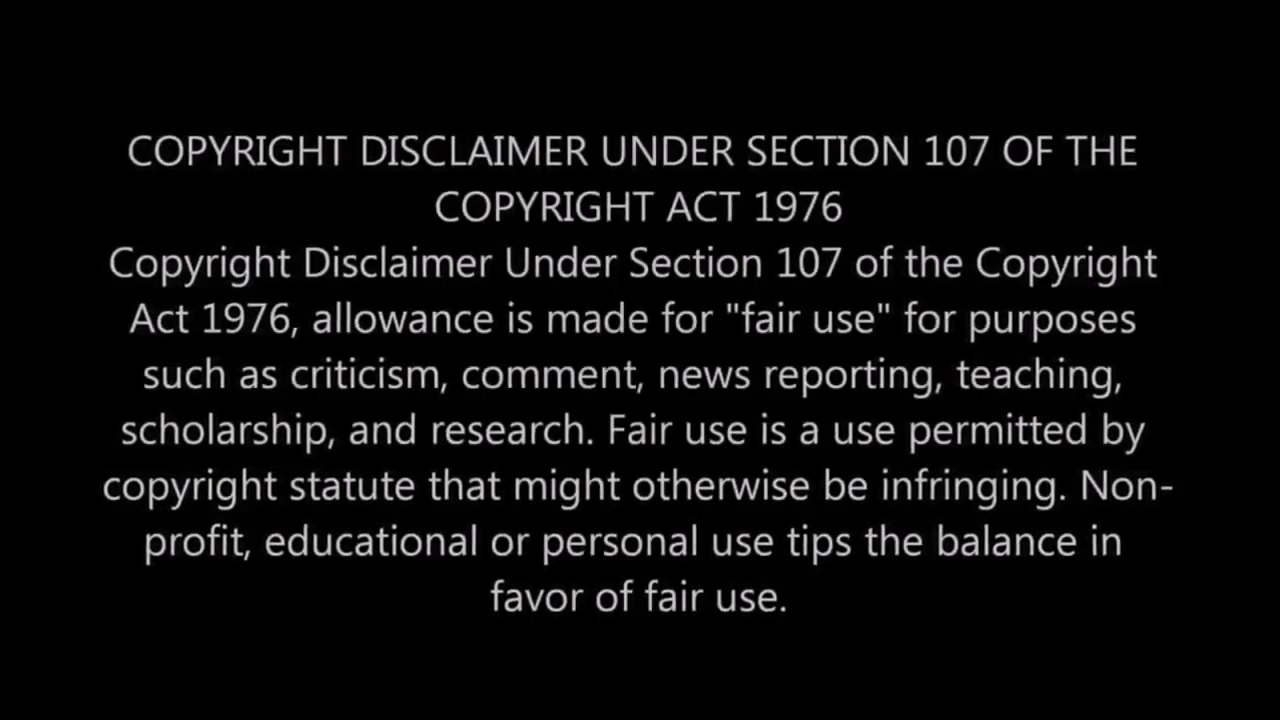 COPYRIGHT DISCLAIMER UNDER SECTION 107 OF THE
COPYRIGHT ACT 1976
Copyright Disclaimer Under Section 107 of the Copyright
Act 1976, allowance is made for "fair use" for purposes
such as criticism, comment, news reporting, teaching,
scholarship, and research. Fair use is a use permitted by
copyright statute that might otherwise be infringing. Non-
profit, educational or personal use tips the balance in
favor of fair use.